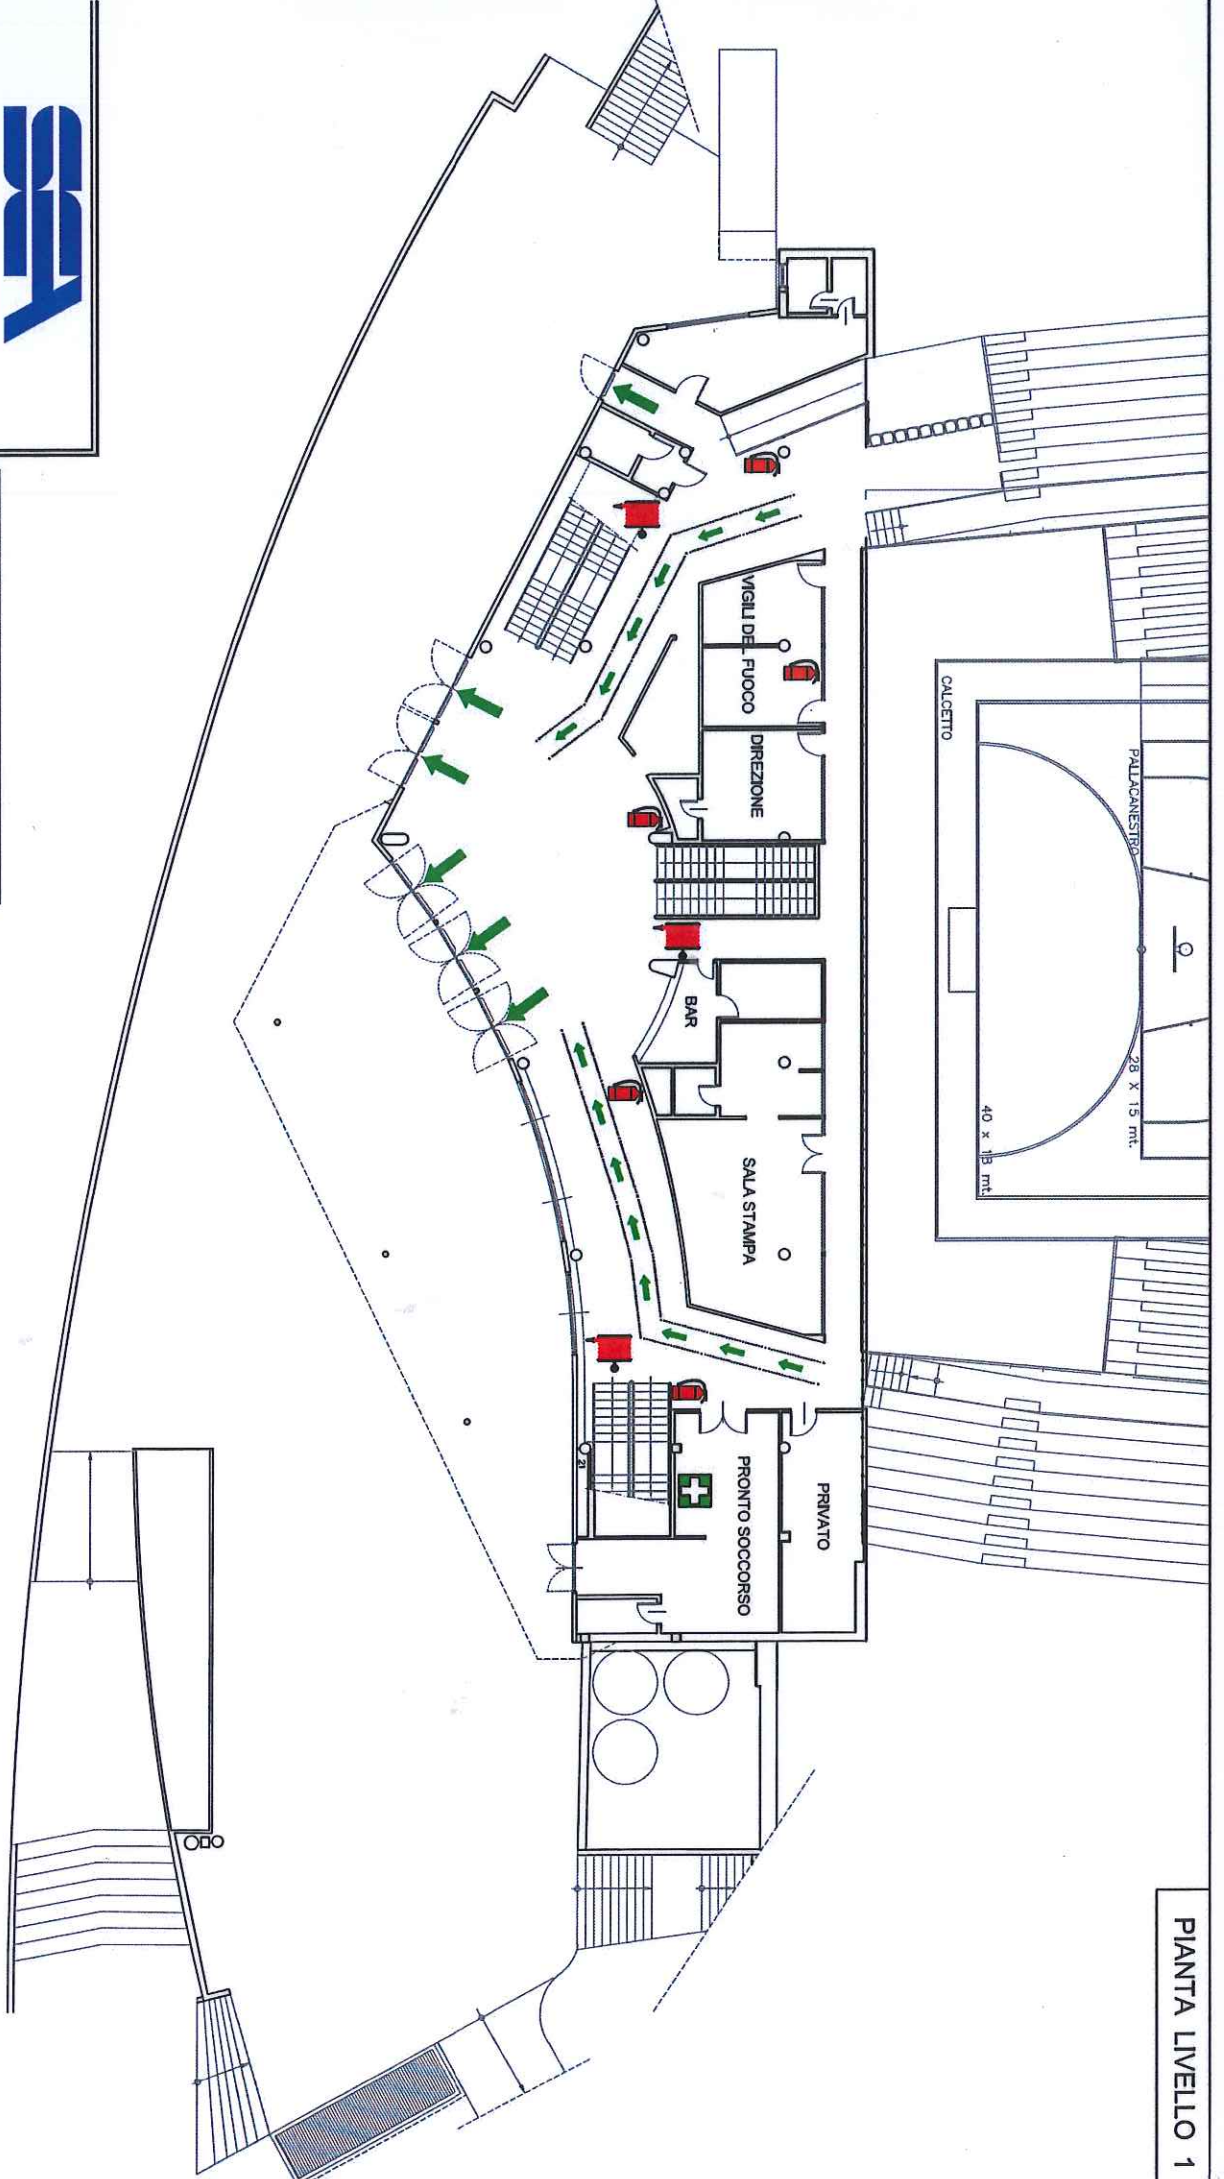 PIANTA LIVELLO 1
CALCETTO
PALLACANESTRO
28 X 15 mt.
40 x 18 mt.
VIGILI DEL FUOCO
DIREZIONE
BAR
SALA STAMPA
PRIVATO
PRONTO SOCCORSO
21